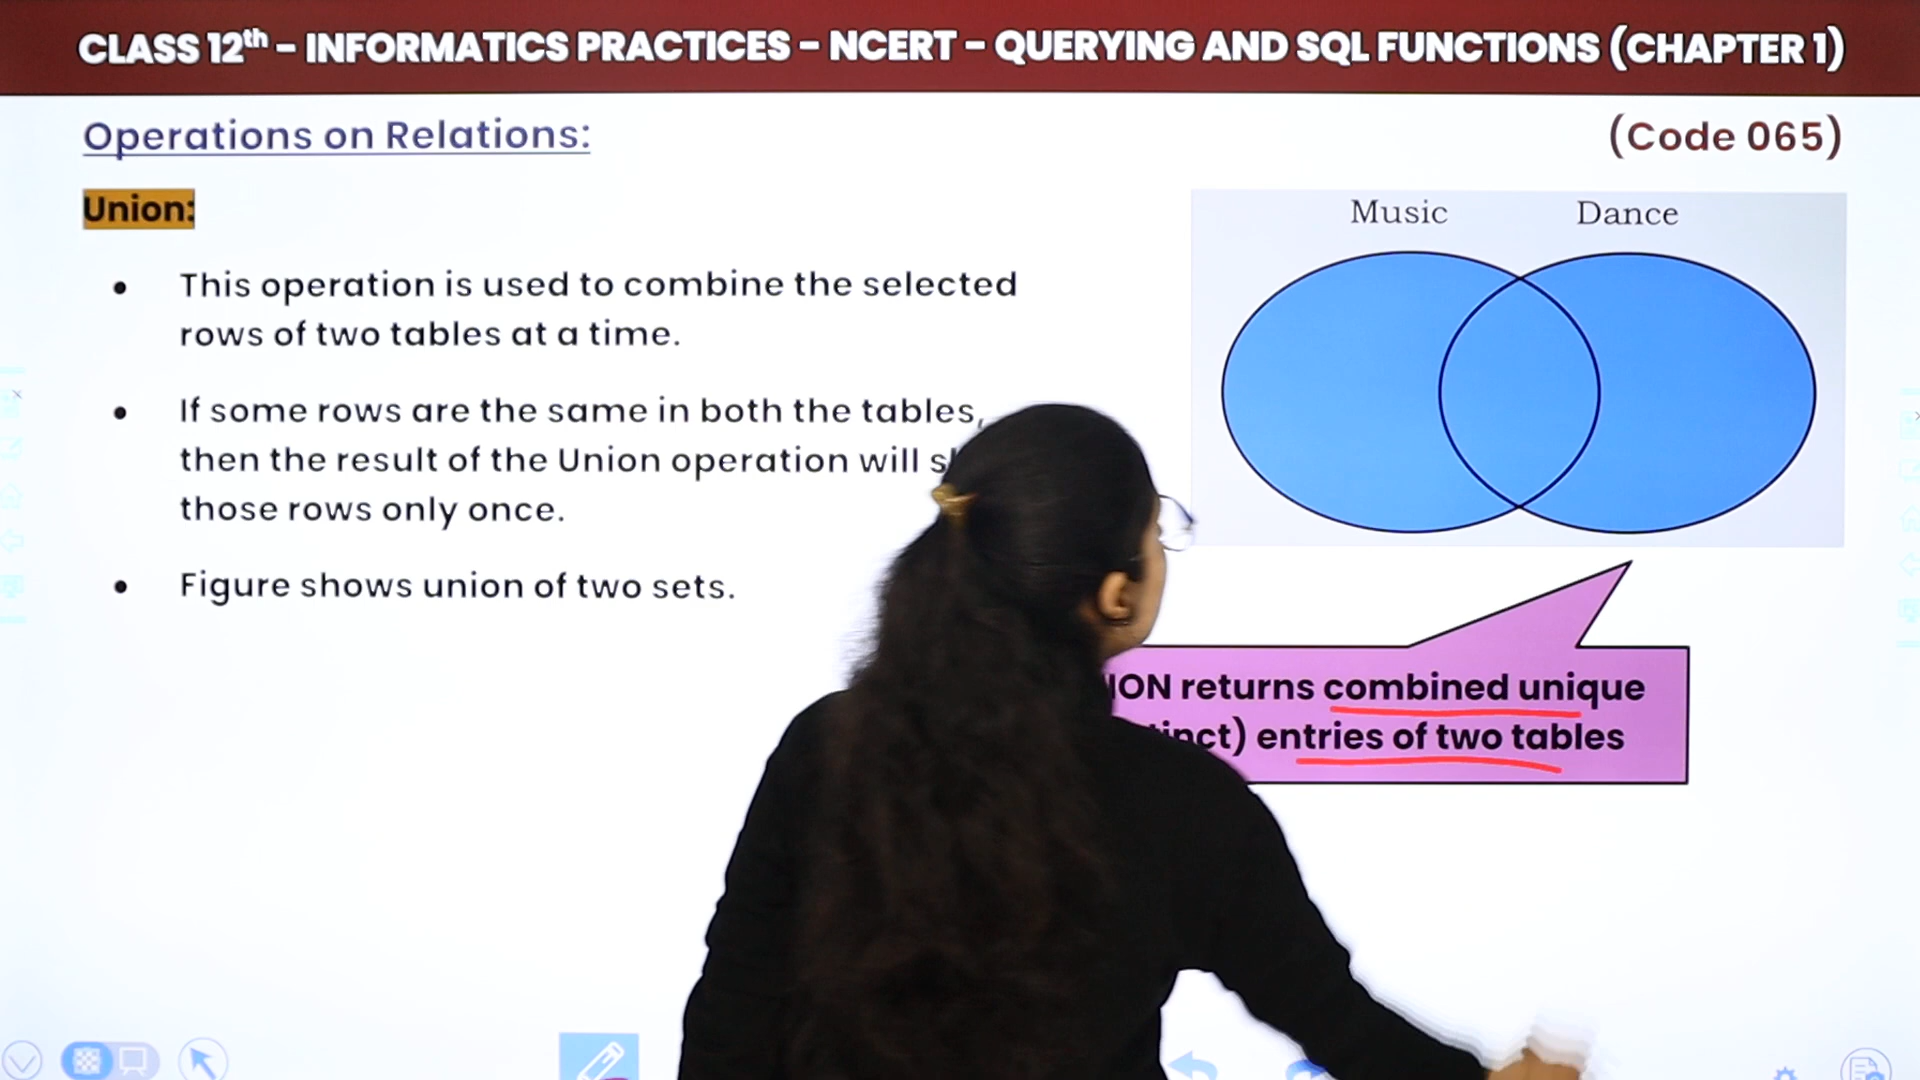 CLASS 12th – INFORMATICS PRACTICES – NCERT – QUERYING AND SQL FUNCTIONS (CHAPTER 1)
Operations on Relations:
(Code 065)
Union:
This operation is used to combine the selected
rows of two tables at a time.
If some rows are the same in both the tables,
then the result of the Union operation will
those rows only once.
Figure shows union of two sets.
Music
Dance
returns combined unique
entries of two tables